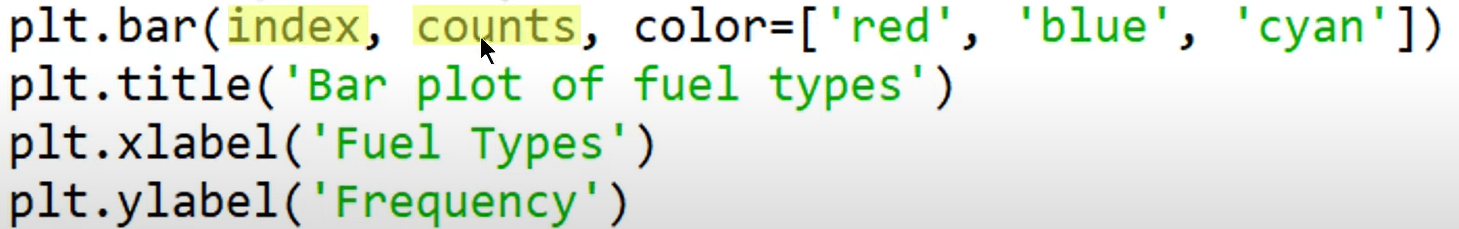 plt.bar(index, counts, color=['red', 'blue', 'cyan'])
plt.title('Bar plot of fuel types')
plt.xlabel('Fuel Types')
plt.ylabel('Frequency')